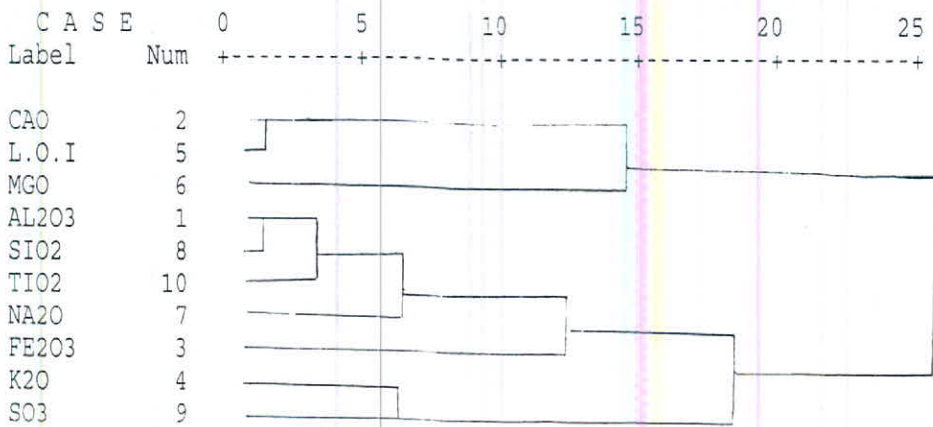 C A S E 0 5 10 15 20 25
Label Num +---------+---------+---------+---------+---------+
CAO 2
L.O.I 5
MGO 6
AL2O3 1
SIO2 8
TIO2 10
NA2O 7
FE2O3 3
K2O 4
SO3 9